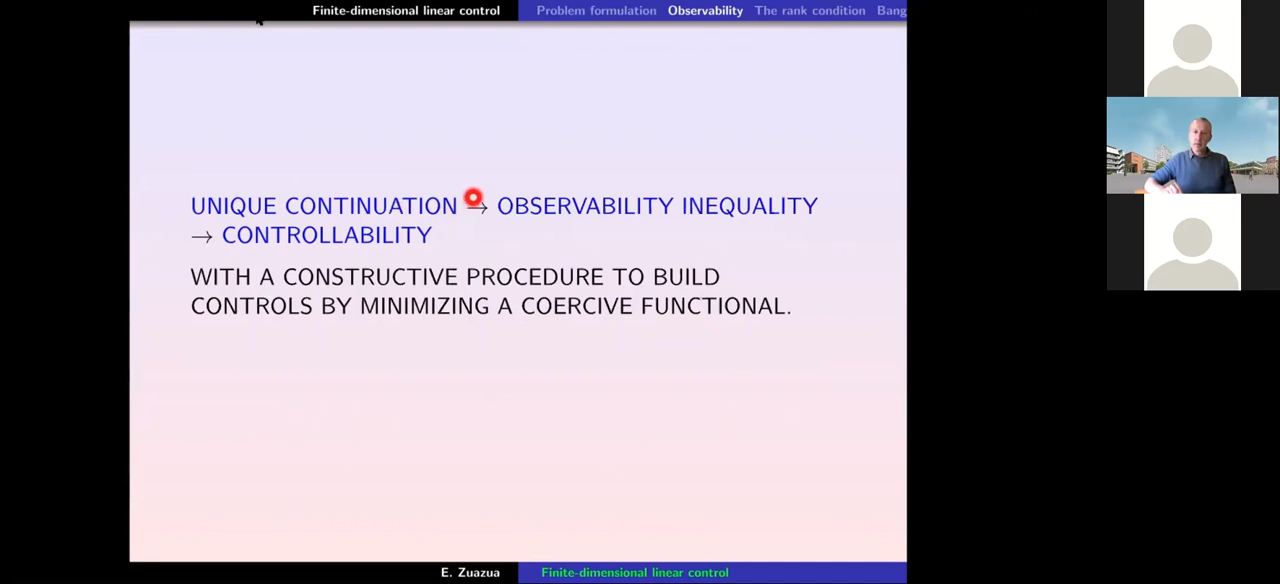 Finite-dimensional linear control
Problem formulation Observability The rank condition Bang
UNIQUE CONTINUATION → OBSERVABILITY INEQUALITY
→ CONTROLLABILITY
WITH A CONSTRUCTIVE PROCEDURE TO BUILD
CONTROLS BY MINIMIZING A COERCIVE FUNCTIONAL.
E. Zuazua
Finite-dimensional linear control